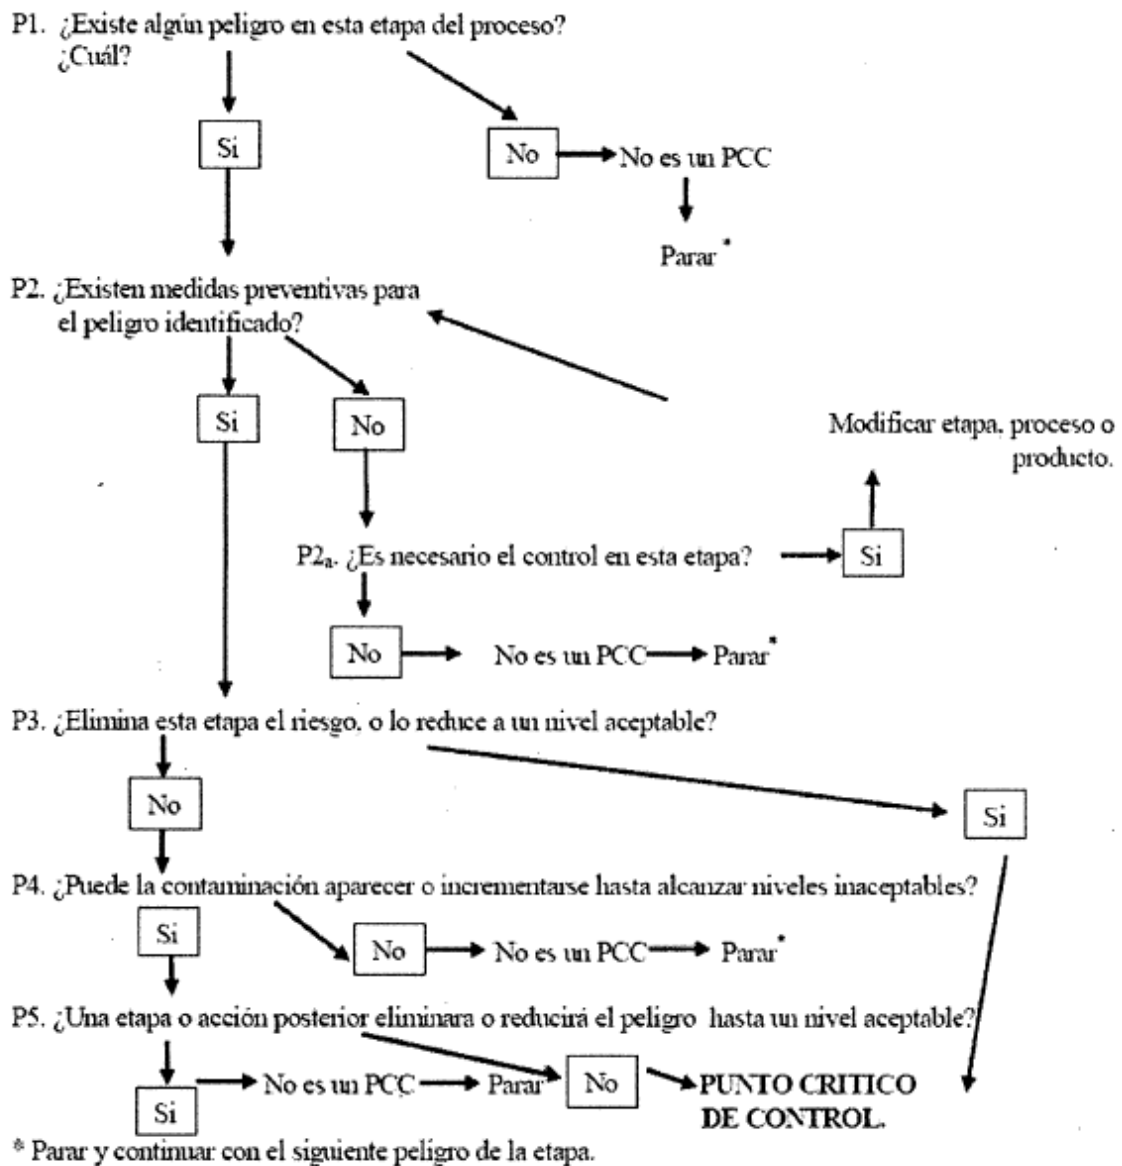 P1. ¿Existe algún peligro en esta etapa del proceso?
¿Cuál?
Si
No
No es un PCC
Parar *
P2. ¿Existen medidas preventivas para
el peligro identificado?
Si
No
Modificar etapa, proceso o
producto.
P2a. ¿Es necesario el control en esta etapa?
Si
No
No es un PCC
Parar*
P3. ¿Elimina esta etapa el riesgo, o lo reduce a un nivel aceptable?
No
Si
P4. ¿Puede la contaminación aparecer o incrementarse hasta alcanzar niveles inaceptables?
Si
No
No es un PCC
Parar*
P5. ¿Una etapa o acción posterior eliminara o reducirá el peligro hasta un nivel aceptable?
Si
No es un PCC
Parar
No
PUNTO CRITICO
DE CONTROL.
* Parar y continuar con el siguiente peligro de la etapa.